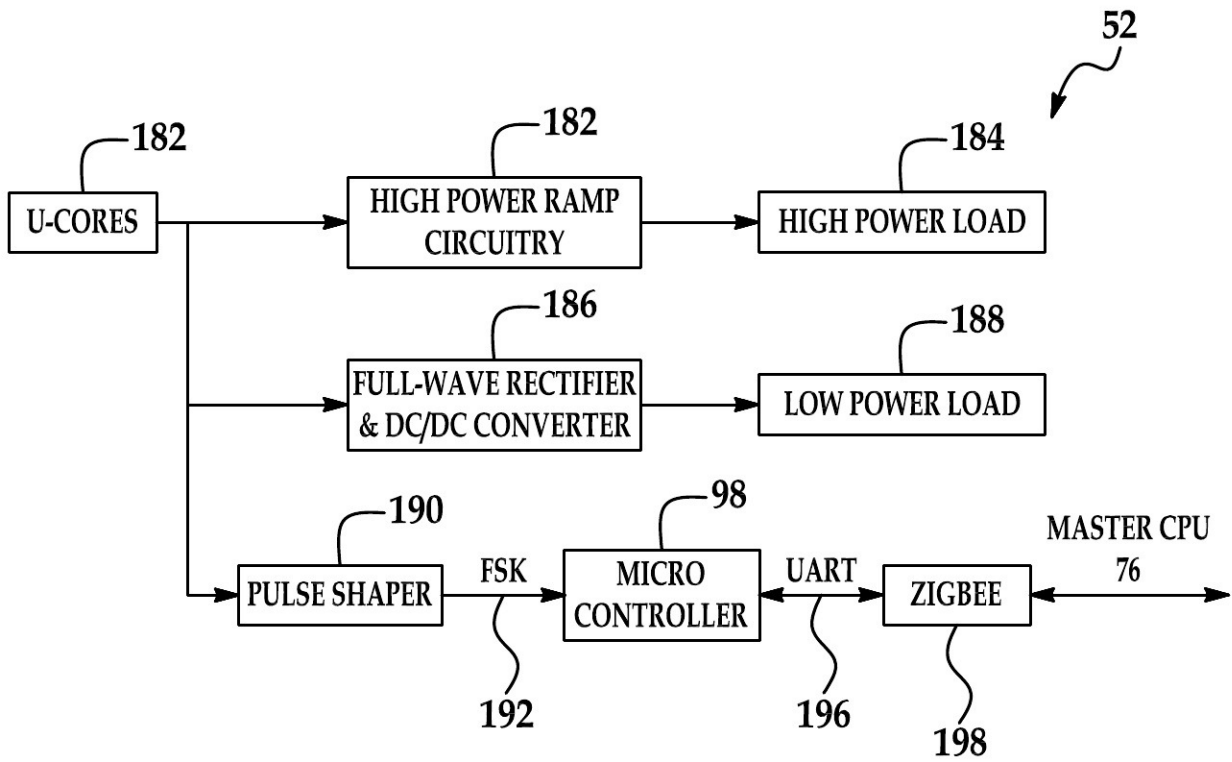 52
182
182
184
U-CORES
HIGH POWER RAMP
CIRCUITRY
HIGH POWER LOAD
186
188
FULL-WAVE RECTIFIER
& DC/DC CONVERTER
LOW POWER LOAD
190
98
PULSE SHAPER
FSK
MICRO
CONTROLLER
UART
ZIGBEE
MASTER CPU
76
192
196
198